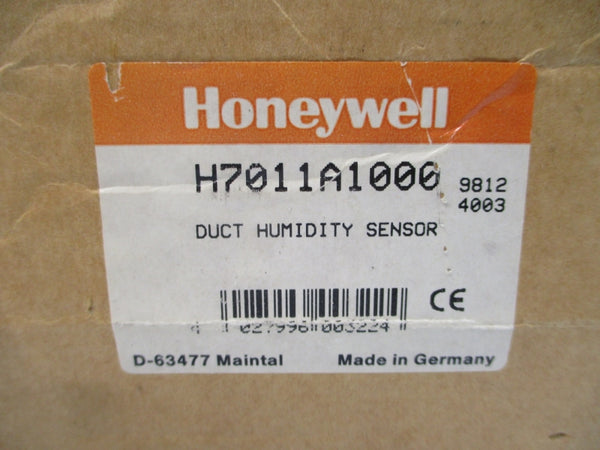 Honeywell
H7011A1000 9812
4003
DUCT HUMIDITY SENSOR
CE
4 027996 003224
D-63477 Maintal Made in Germany